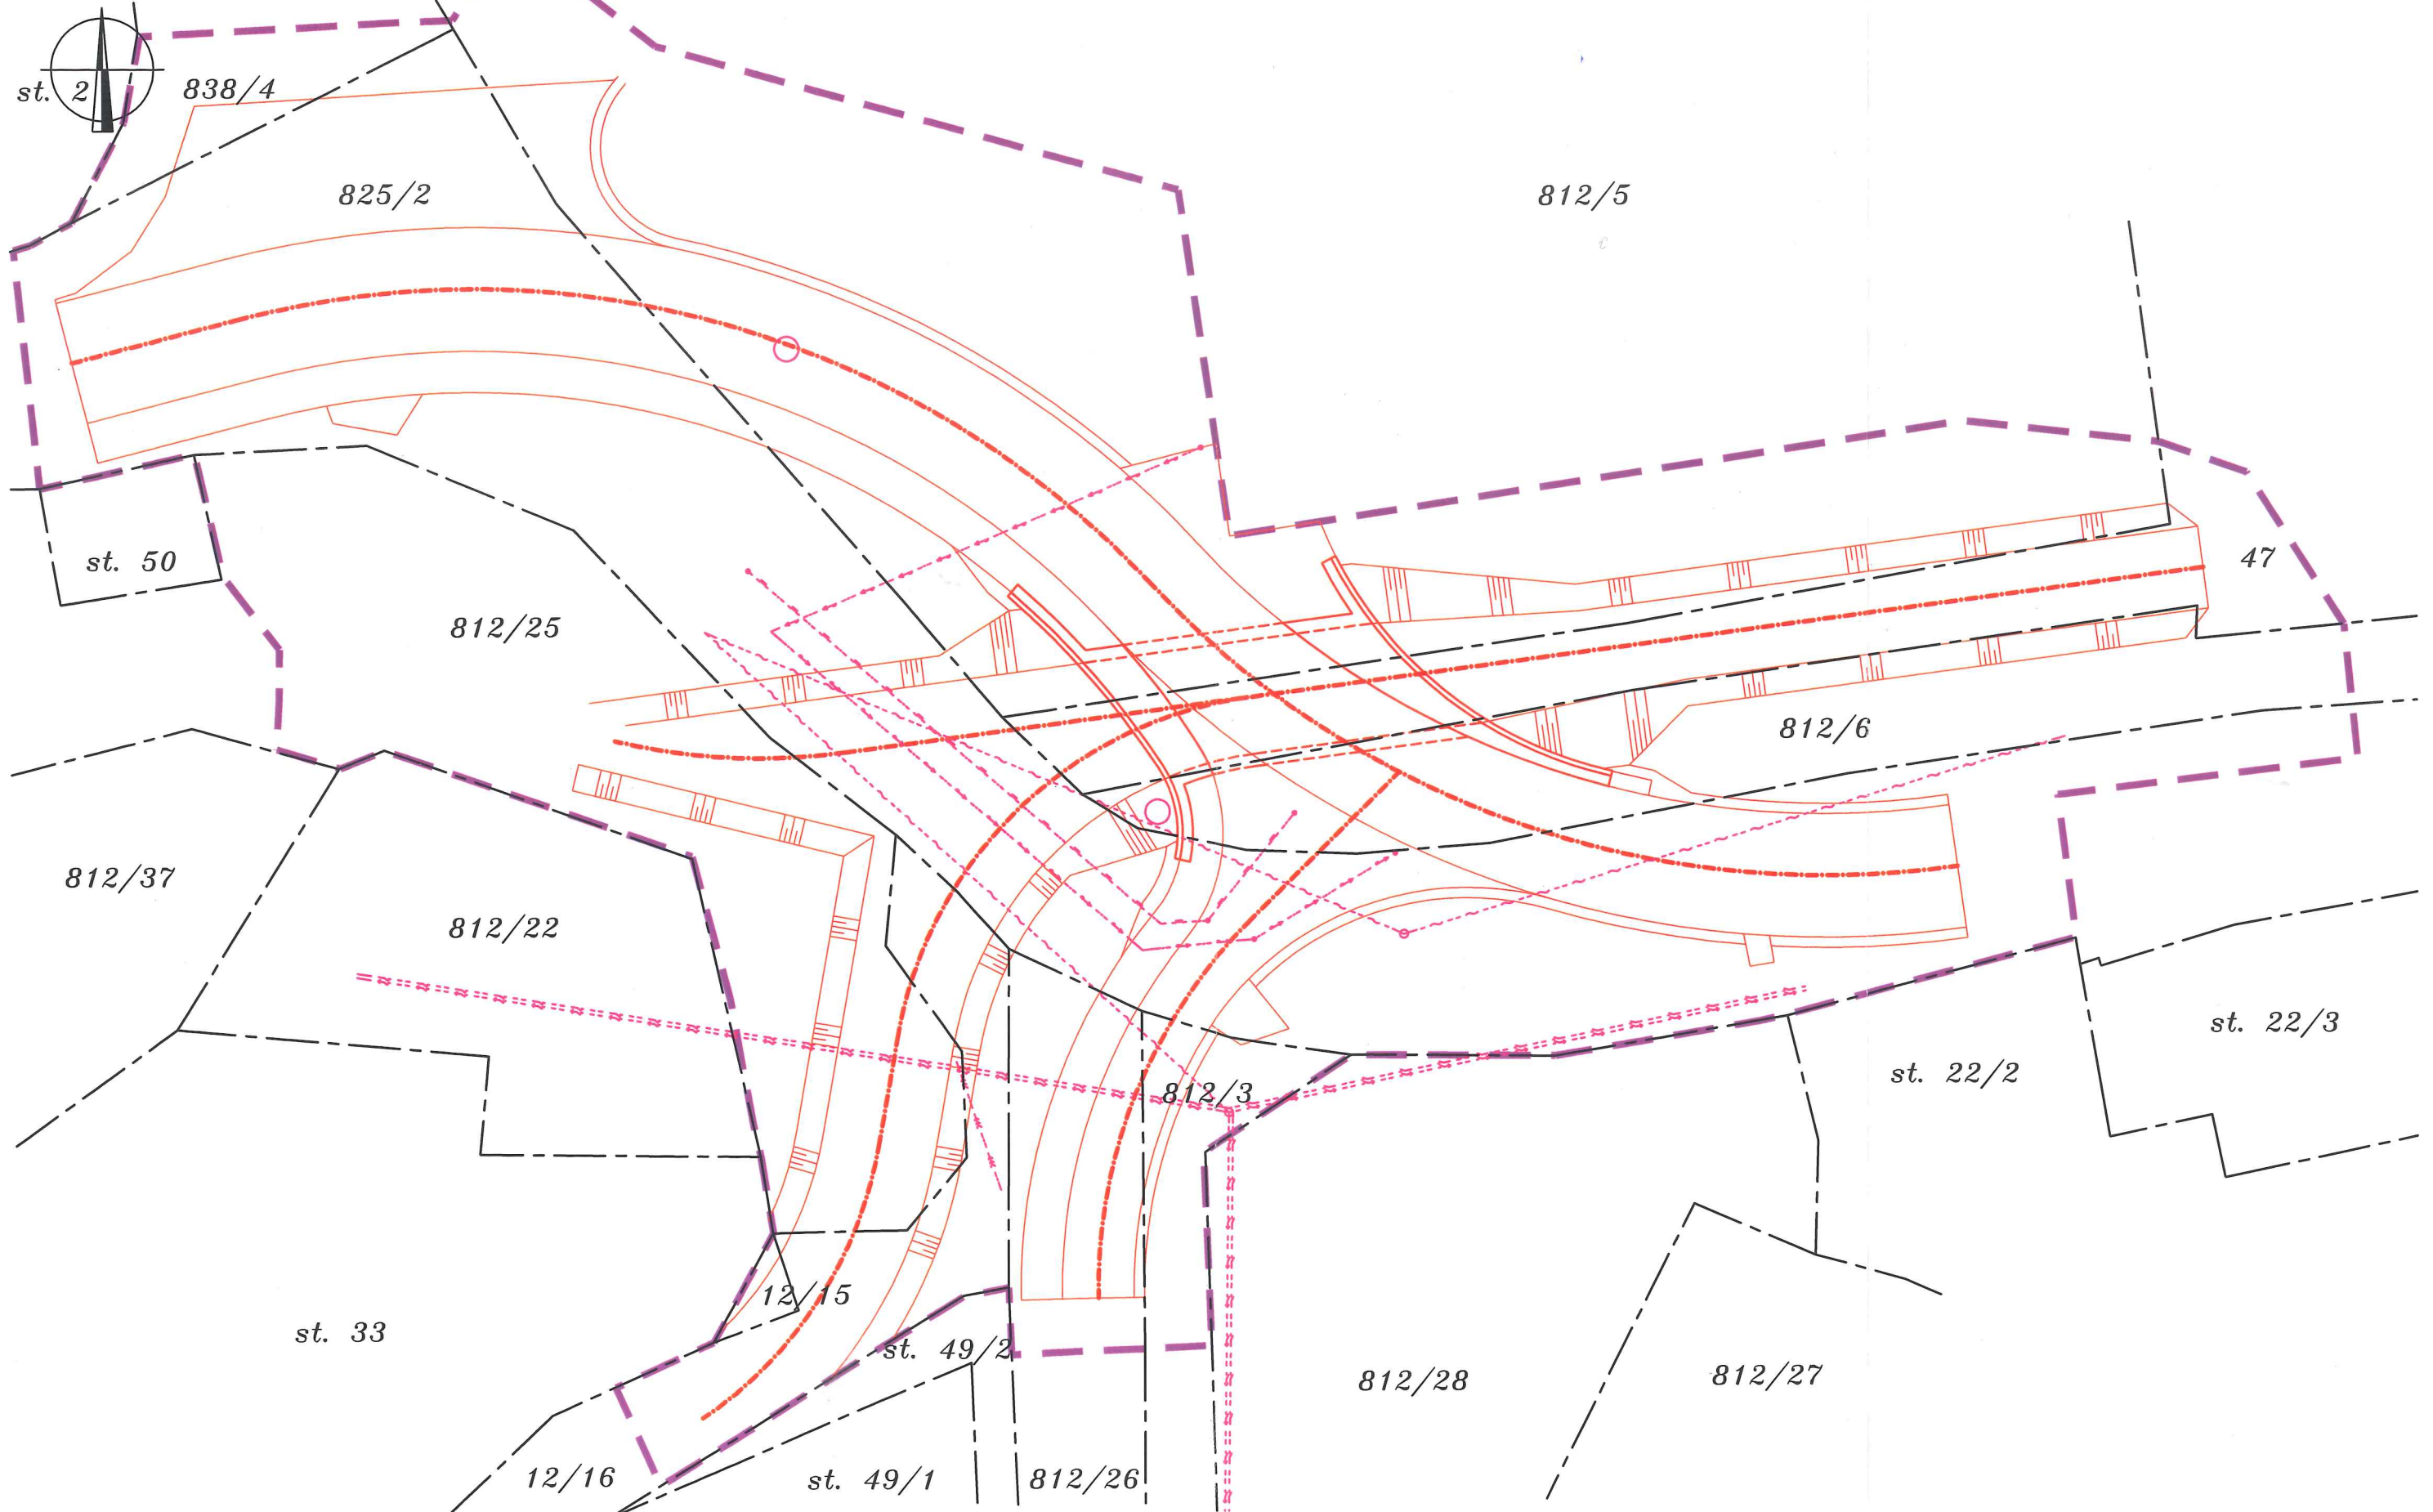 st. 2
838/4
825/2
812/5
st. 50
47
812/25
812/6
812/37
812/22
812/3
st. 22/3
st. 22/2
12/15
st. 33
st. 49/2
812/28
812/27
12/16
st. 49/1
812/26